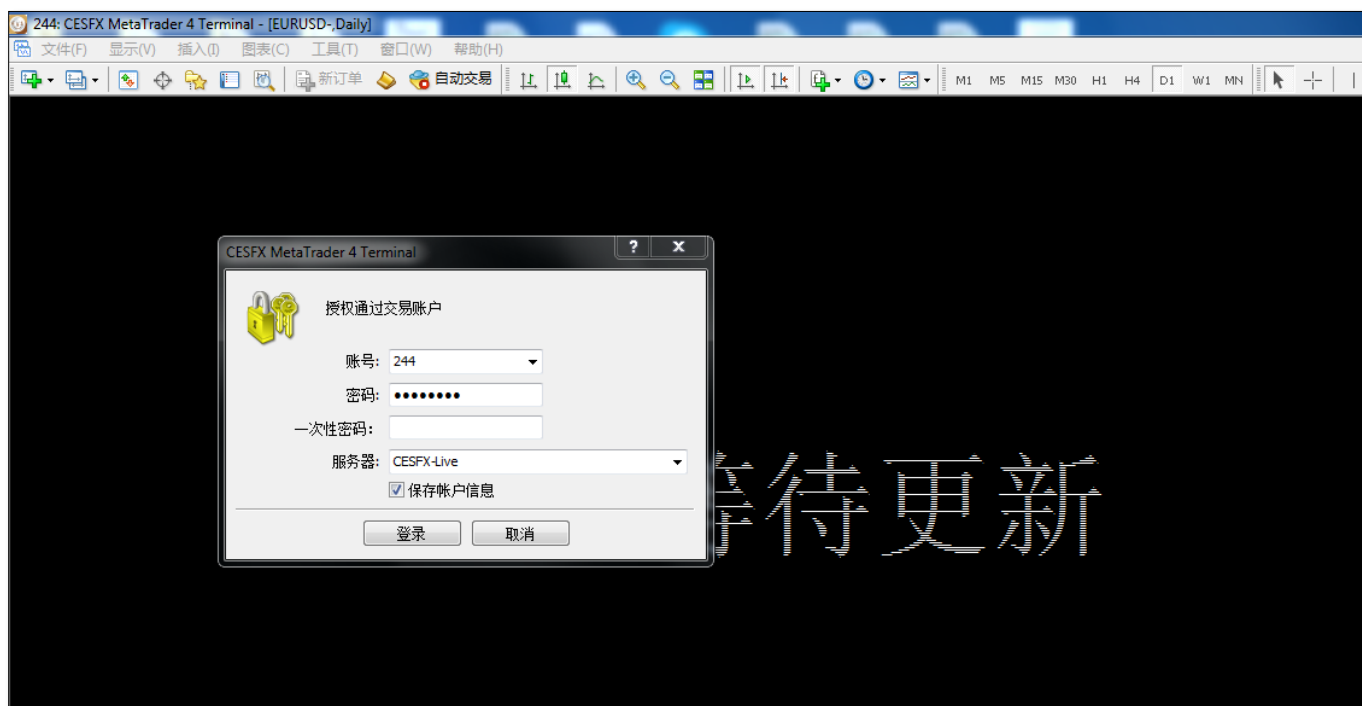 244: CESFX MetaTrader 4 Terminal - [EURUSD-,Daily]
文件(F) 显示(V) 插入(I) 图表(C) 工具(T) 窗口(W) 帮助(H)
新订单 自动交易 M1 M5 M15 M30 H1 H4 D1 W1 MN
CESFX MetaTrader 4 Terminal
授权通过交易账户
账号: 244
密码: ••••••••
一次性密码:
服务器: CESFX-Live
保存帐户信息
登录 取消
等待更新